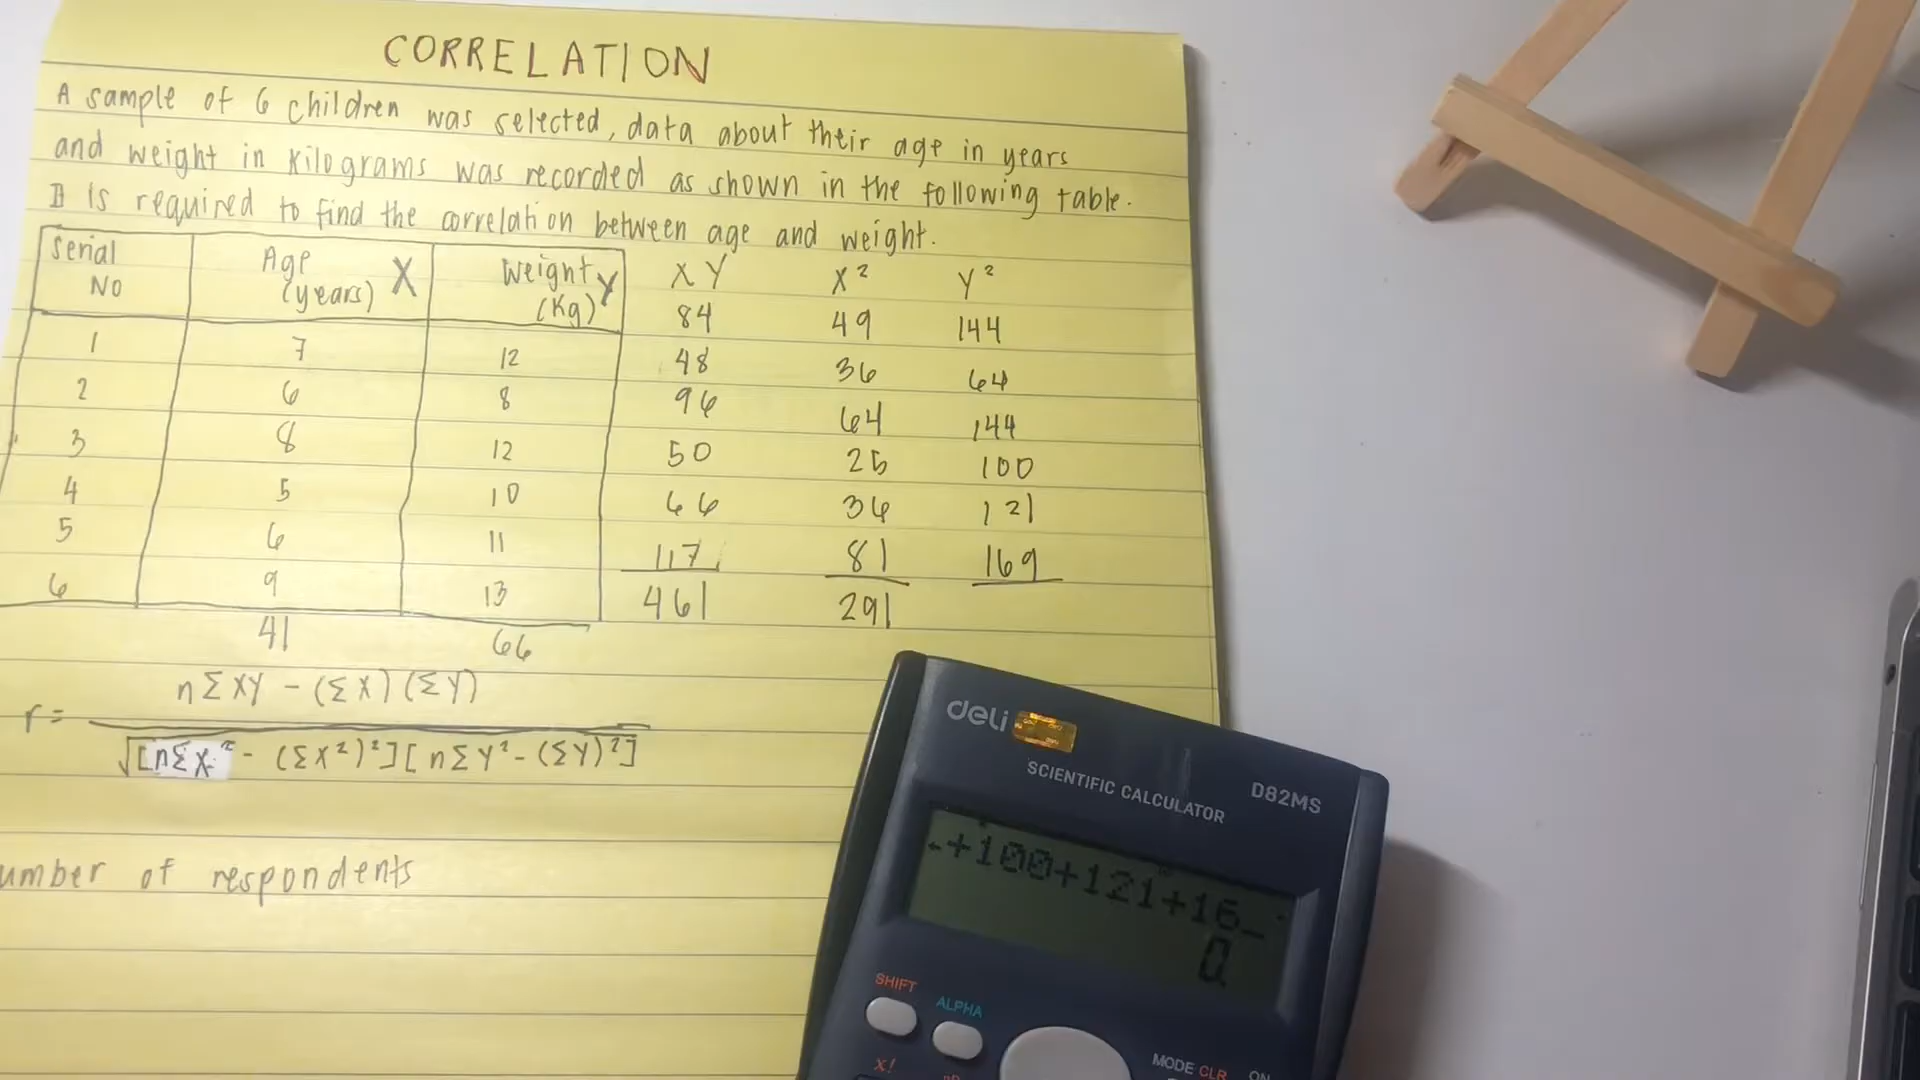 CORRELATION
A sample of 6 children was selected, data about their age in years
and weight in kilograms was recorded as shown in the following table.
It is required to find the correlation between age and weight.
Serial NO Age (years) X Weight (Kg) Y XY X² Y²
1 7 12 84 49 144
2 6 8 48 36 64
3 8 12 96 64 144
4 5 10 50 25 100
5 6 11 66 36 121
6 9 13 117 81 169
41 66 461 291
r = n Σ XY - (Σ X) (Σ Y)
√[nΣX² - (ΣX²)²][nΣY² - (ΣY)²]
umber of respondents
deli
SCIENTIFIC CALCULATOR D82MS
+100+121+16_
0.
SHIFT
ALPHA
MODE CLR ON
x!